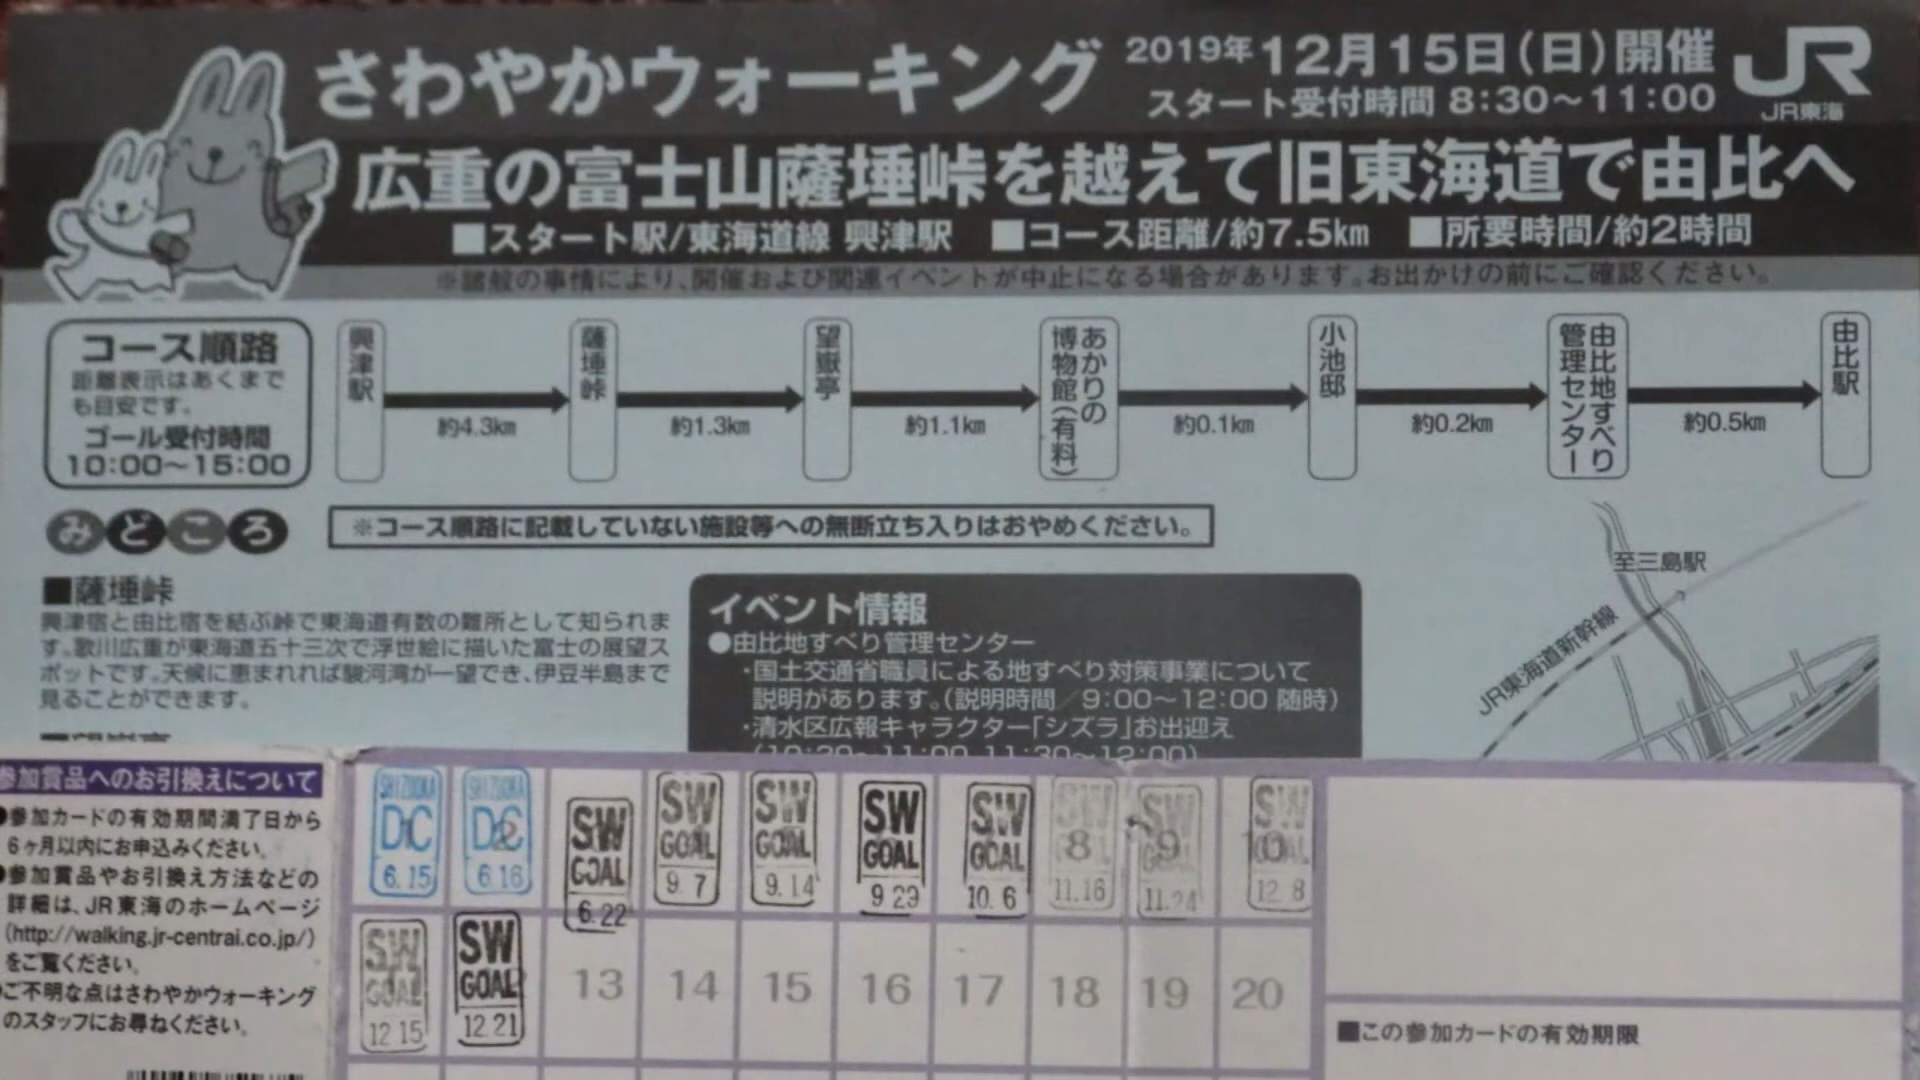 さわやかウォーキング
2019年12月15日(日)開催
スタート受付時間 8:30〜11:00
JR
JR東海
広重の富士山薩埵峠を越えて旧東海道で由比へ
■スタート駅/東海道線 興津駅 ■コース距離/約7.5km ■所要時間/約2時間
※諸般の事情により、開催および関連イベントが中止になる場合があります。お出かけの前にご確認ください。
コース順路
距離表示はあくまで
も目安です。
ゴール受付時間
10:00〜15:00
興津駅
約4.3km
薩埵峠
約1.3km
望嶽亭
約1.1km
あかりの
博物館(有料)
約0.1km
小池邸
約0.2km
由比地すべり
管理センター
約0.5km
由比駅
みどころ
※コース順路に記載していない施設等への無断立ち入りはおやめください。
■薩埵峠
興津宿と由比宿を結ぶ峠で東海道有数の難所として知られま
す。歌川広重が東海道五十三次で浮世絵に描いた富士の展望ス
ポットです。天候に恵まれれば駿河湾が一望でき、伊豆半島まで
見ることができます。
イベント情報
●由比地すべり管理センター
・国土交通省職員による地すべり対策事業について
説明があります。(説明時間／9:00〜12:00 随時)
・清水区広報キャラクター「シズラ」お出迎え
(10:30〜11:00、11:30〜12:00)
至三島駅
JR東海道新幹線
参加賞品へのお引換えについて
●参加カードの有効期間満了日から
6ヶ月以内にお申込みください。
●参加賞品やお引換え方法などの
詳細は、JR東海のホームページ
(http://walking.jr-central.co.jp/)
をご覧ください。
●ご不明な点はさわやかウォーキング
のスタッフにお尋ねください。
SHIZUOKA DC 6.15
SHIZUOKA DC 2 6.16
SW GOAL 6.22
SW GOAL 9.7
SW GOAL 9.14
SW GOAL 9.29
SW GOAL 10.6
SW GOAL 8 11.16
SW GOAL 9 11.24
SW GOAL 10 12.8
SW GOAL 12 15
SW GOAL 12 21
13 14 15 16 17 18 19 20
■この参加カードの有効期限